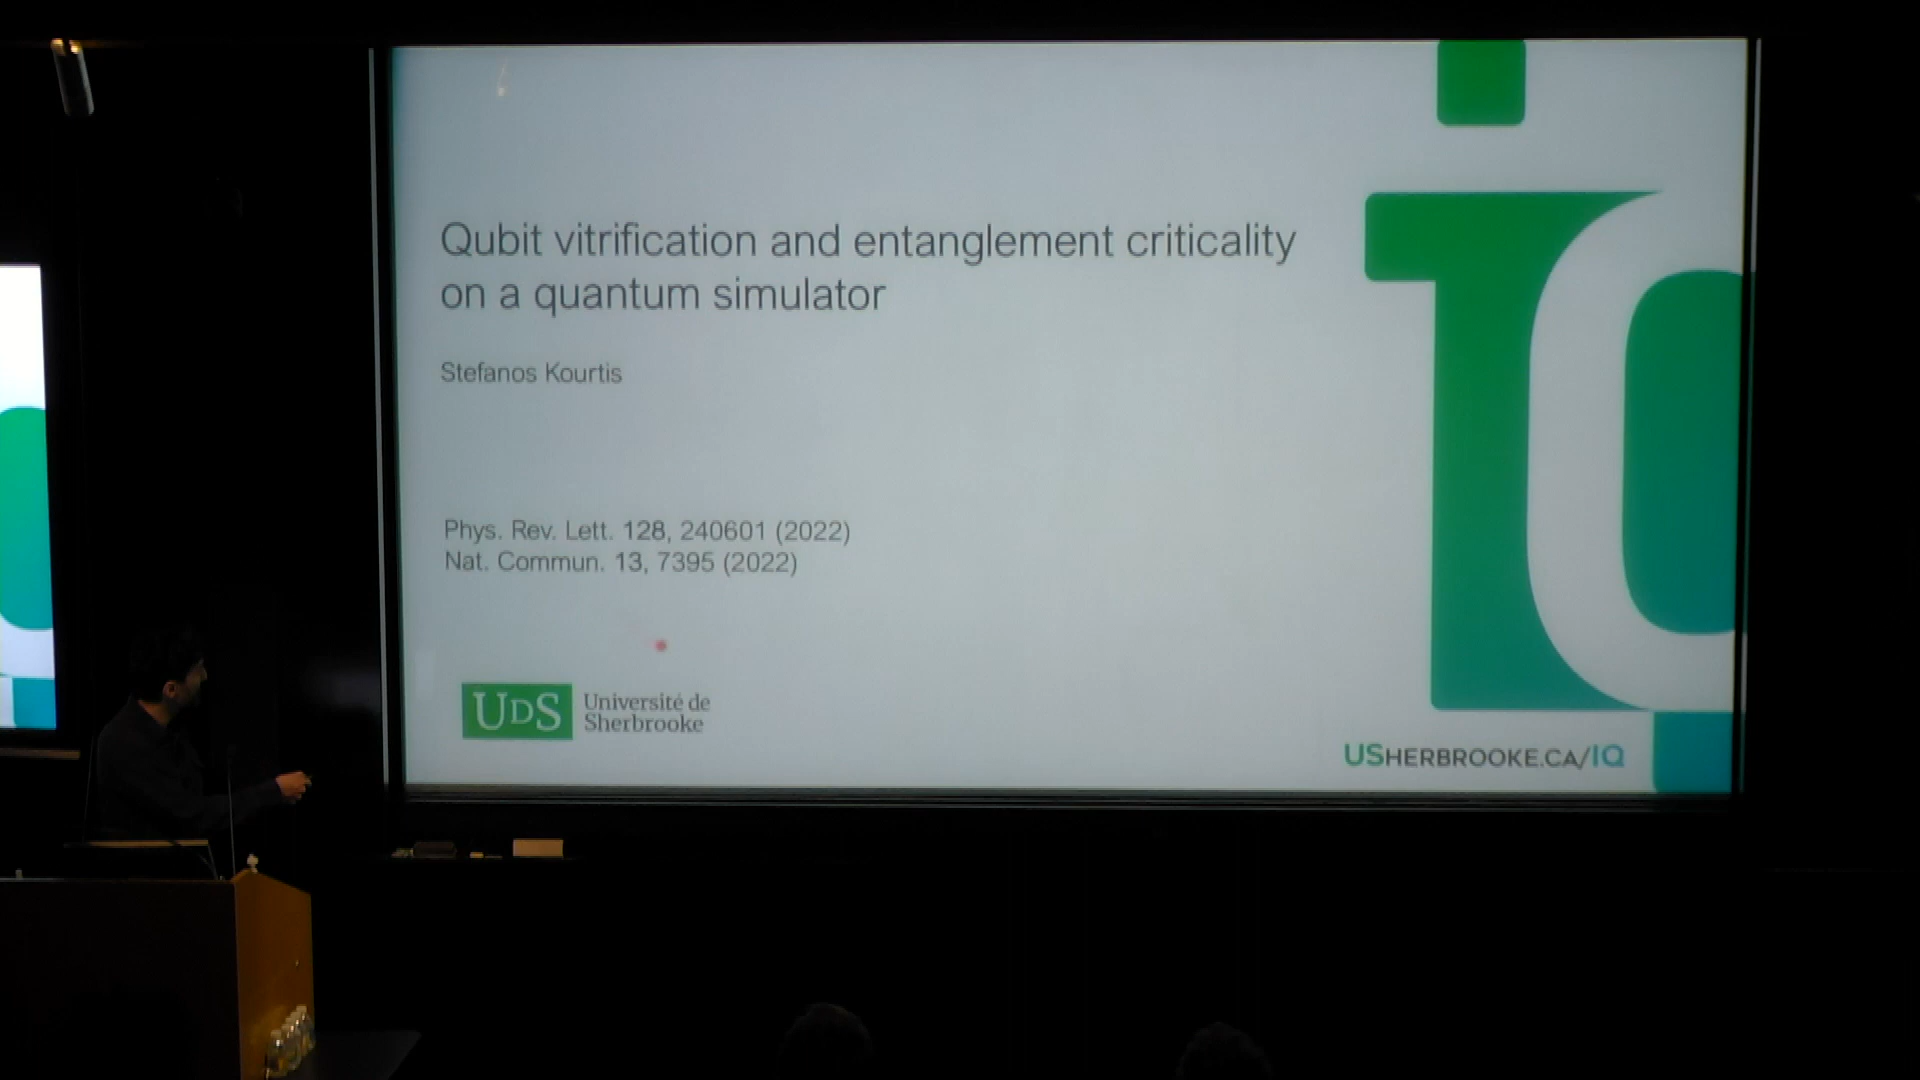 Qubit vitrification and entanglement criticality
on a quantum simulator
Stefanos Kourtis
Phys. Rev. Lett. 128, 240601 (2022)
Nat. Commun. 13, 7395 (2022)
UDS
Université de
Sherbrooke
USHERBROOKE.CA/IQ